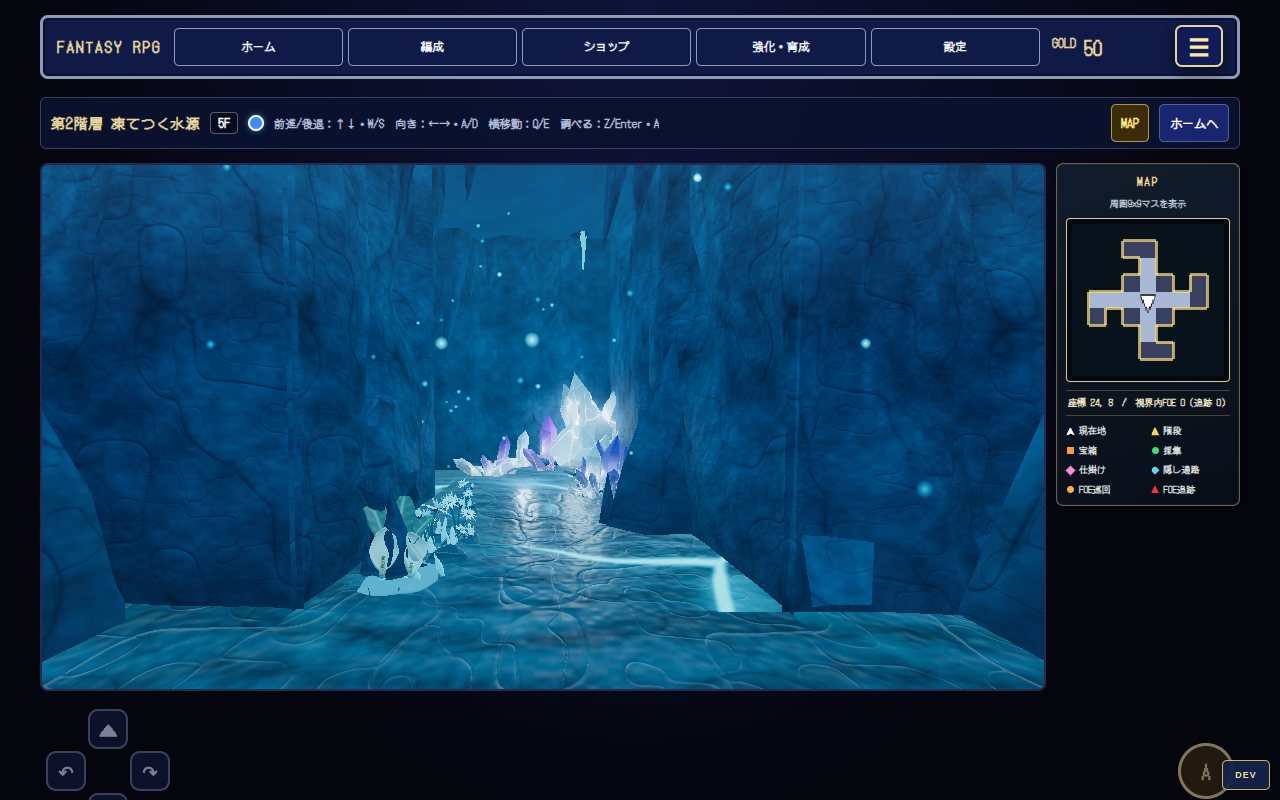 FANTASY RPG
ホーム
編成
ショップ
強化・育成
設定
GOLD 50
第2階層 凍てつく水源
5F
前進/後退：↑↓・W/S 向き：←→・A/D 横移動：Q/E 調べる：Z/Enter・A
MAP
ホームへ
MAP
周囲9x9マスを表示
座標 24, 8 / 視界内FOE 0 (追跡 0)
現在地
階段
宝箱
採集
仕掛け
隠し通路
FOE巡回
FOE追跡
A
DEV